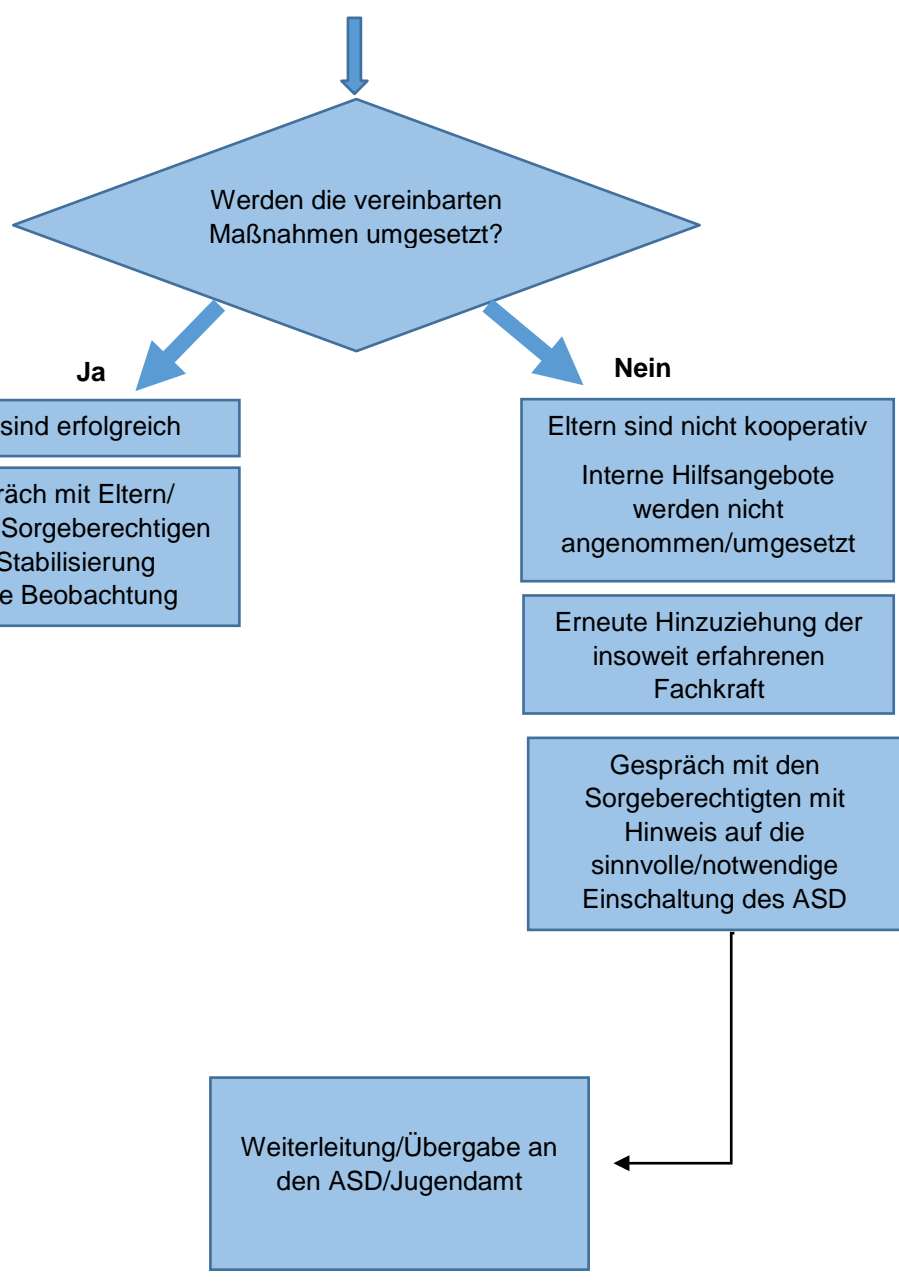 Werden die vereinbarten
Maßnahmen umgesetzt?
Ja
sind erfolgreich
räch mit Eltern/
Sorgeberechtigen
Stabilisierung
e Beobachtung
Nein
Eltern sind nicht kooperativ
Interne Hilfsangebote
werden nicht
angenommen/umgesetzt
Erneute Hinzuziehung der
insoweit erfahrenen
Fachkraft
Gespräch mit den
Sorgeberechtigten mit
Hinweis auf die
sinnvolle/notwendige
Einschaltung des ASD
Weiterleitung/Übergabe an
den ASD/Jugendamt